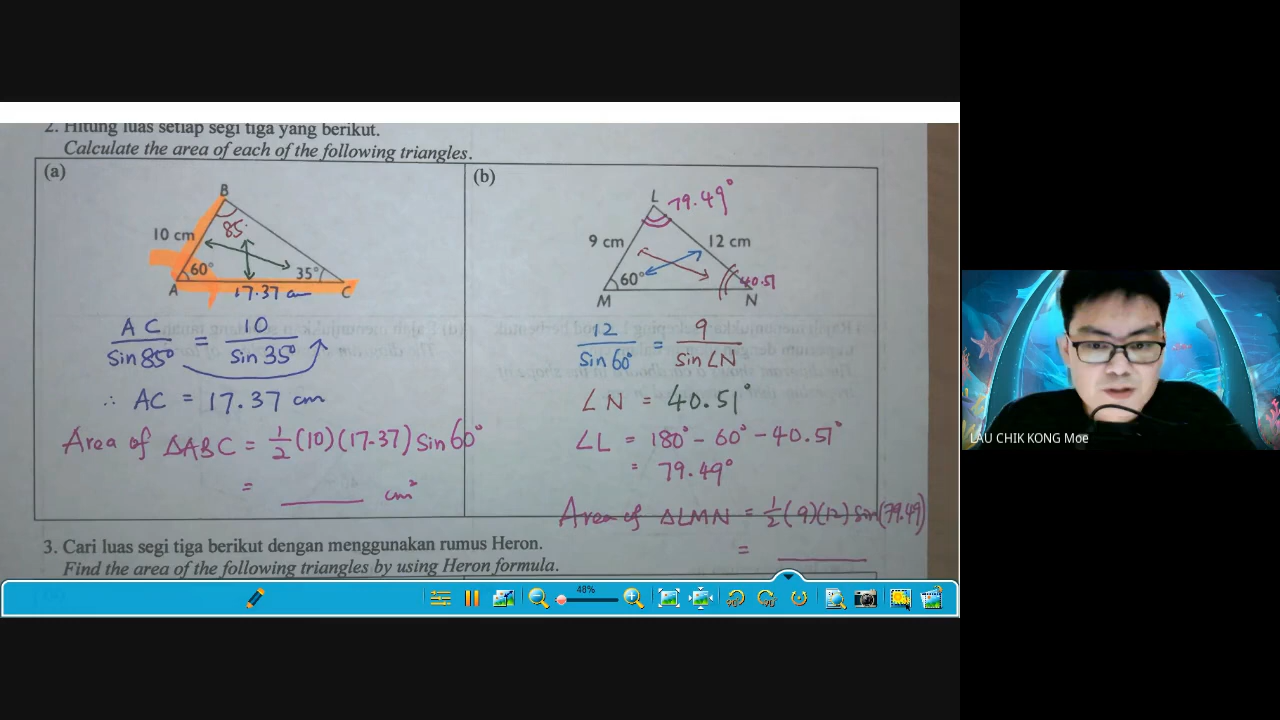 2. Hitung luas setiap segi tiga yang berikut.
Calculate the area of each of the following triangles.
(a)
B
85°
10 cm
60°
35°
A
17.37 cm
C
AC / sin 85° = 10 / sin 35°
∴ AC = 17.37 cm
Area of △ABC = 1/2 (10)(17.37) sin 60°
= ______ cm²
(b)
L
79.49°
9 cm
12 cm
60°
40.51
M
N
12 / sin 60° = 9 / sin ∠N
∠N = 40.51°
∠L = 180° - 60° - 40.51°
= 79.49°
Area of △LMN = 1/2 (9)(12) sin (79.49)
= ______
3. Cari luas segi tiga berikut dengan menggunakan rumus Heron.
Find the area of the following triangles by using Heron formula.
48%
LAU CHIK KONG Moe